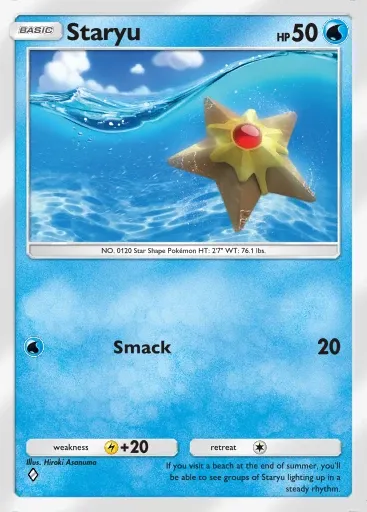 BASIC Staryu HP 50
NO. 0120 Star Shape Pokémon HT: 2'7" WT: 76.1 lbs.
Smack 20
weakness +20 retreat
Illus. Hiroki Asanuma
If you visit a beach at the end of summer, you'll
be able to see groups of Staryu lighting up in a
steady rhythm.